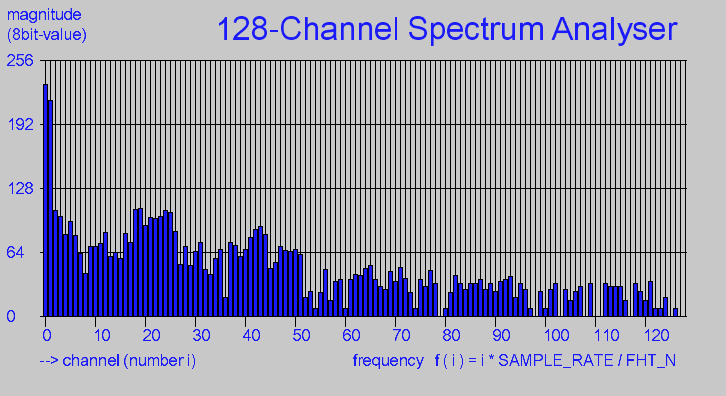 magnitude
(8bit-value)
128-Channel Spectrum Analyser
256
192
128
64
0
0 10 20 30 40 50 60 70 80 90 100 110 120
--> channel (number i)
frequency f ( i ) = i * SAMPLE_RATE / FHT_N